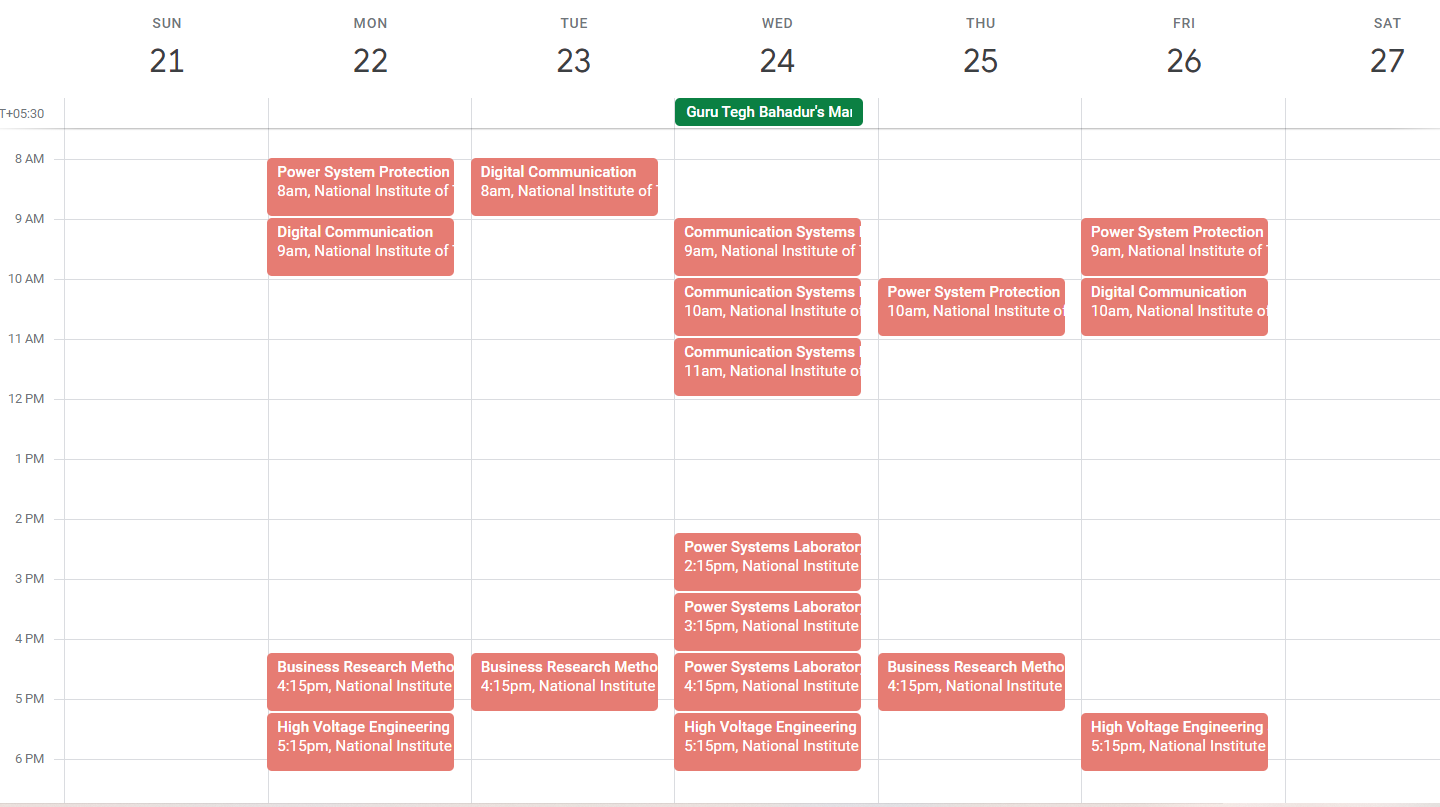 SUN
MON
TUE
WED
THU
FRI
SAT
21
22
23
24
25
26
27
T+05:30
Guru Tegh Bahadur's Mar
8 AM
9 AM
10 AM
11 AM
12 PM
1 PM
2 PM
3 PM
4 PM
5 PM
6 PM
Power System Protection
8am, National Institute of
Digital Communication
9am, National Institute of
Business Research Metho
4:15pm, National Institute
High Voltage Engineering
5:15pm, National Institute
Digital Communication
8am, National Institute of
Business Research Metho
4:15pm, National Institute
Communication Systems
9am, National Institute of
Communication Systems
10am, National Institute of
Communication Systems
11am, National Institute of
Power Systems Laborator
2:15pm, National Institute
Power Systems Laborator
3:15pm, National Institute
Power Systems Laborator
4:15pm, National Institute
High Voltage Engineering
5:15pm, National Institute
Power System Protection
10am, National Institute of
Business Research Metho
4:15pm, National Institute
Power System Protection
9am, National Institute of
Digital Communication
10am, National Institute of
High Voltage Engineering
5:15pm, National Institute